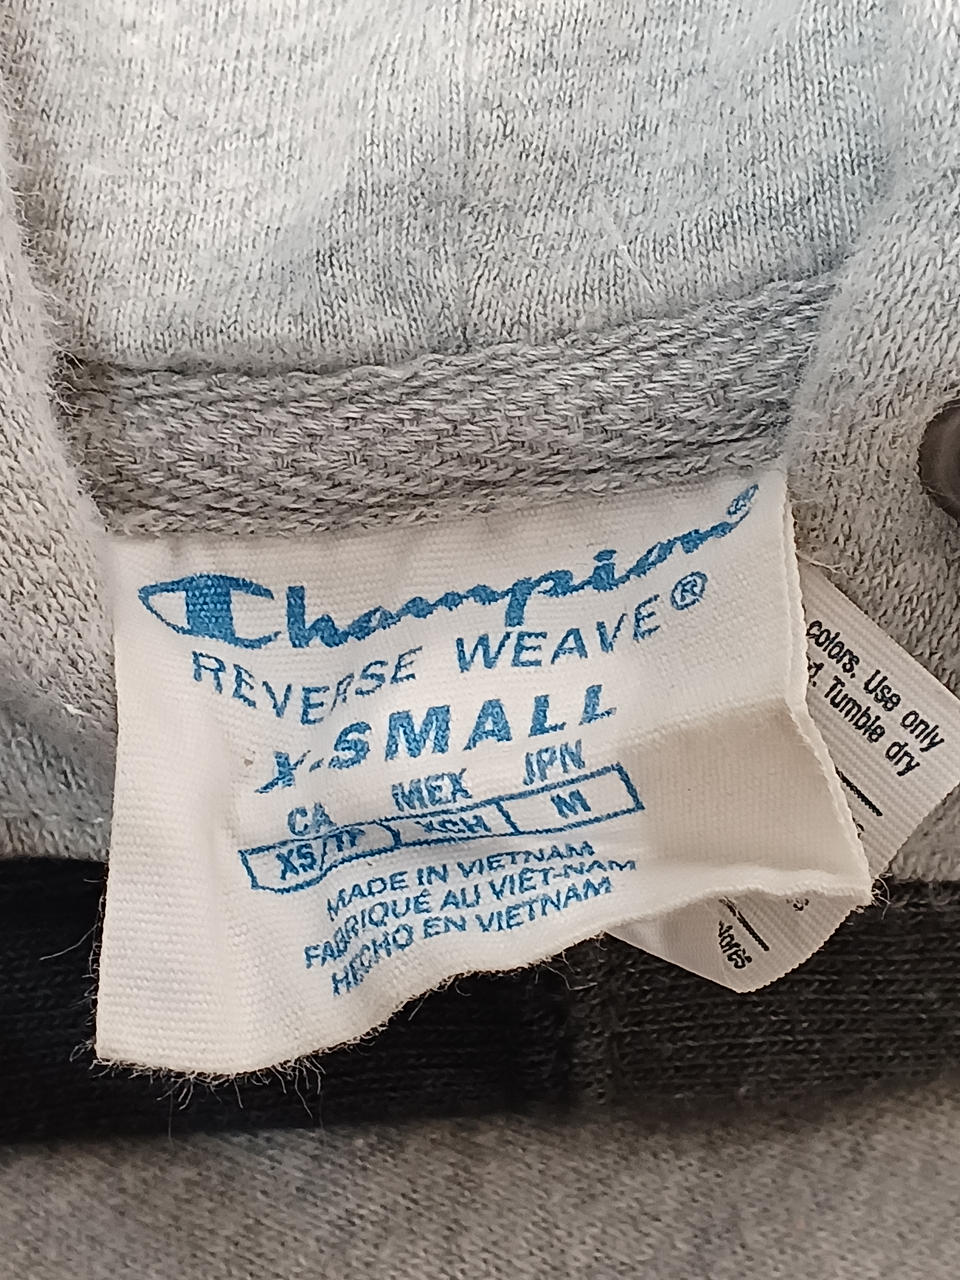 Champion®
REVERSE WEAVE®
X-SMALL
CA MEX JPN
XS/TP XCH M
MADE IN VIETNAM
FABRIQUÉ AU VIÊT-NAM
HECHO EN VIETNAM
colors. Use only
Tumble dry